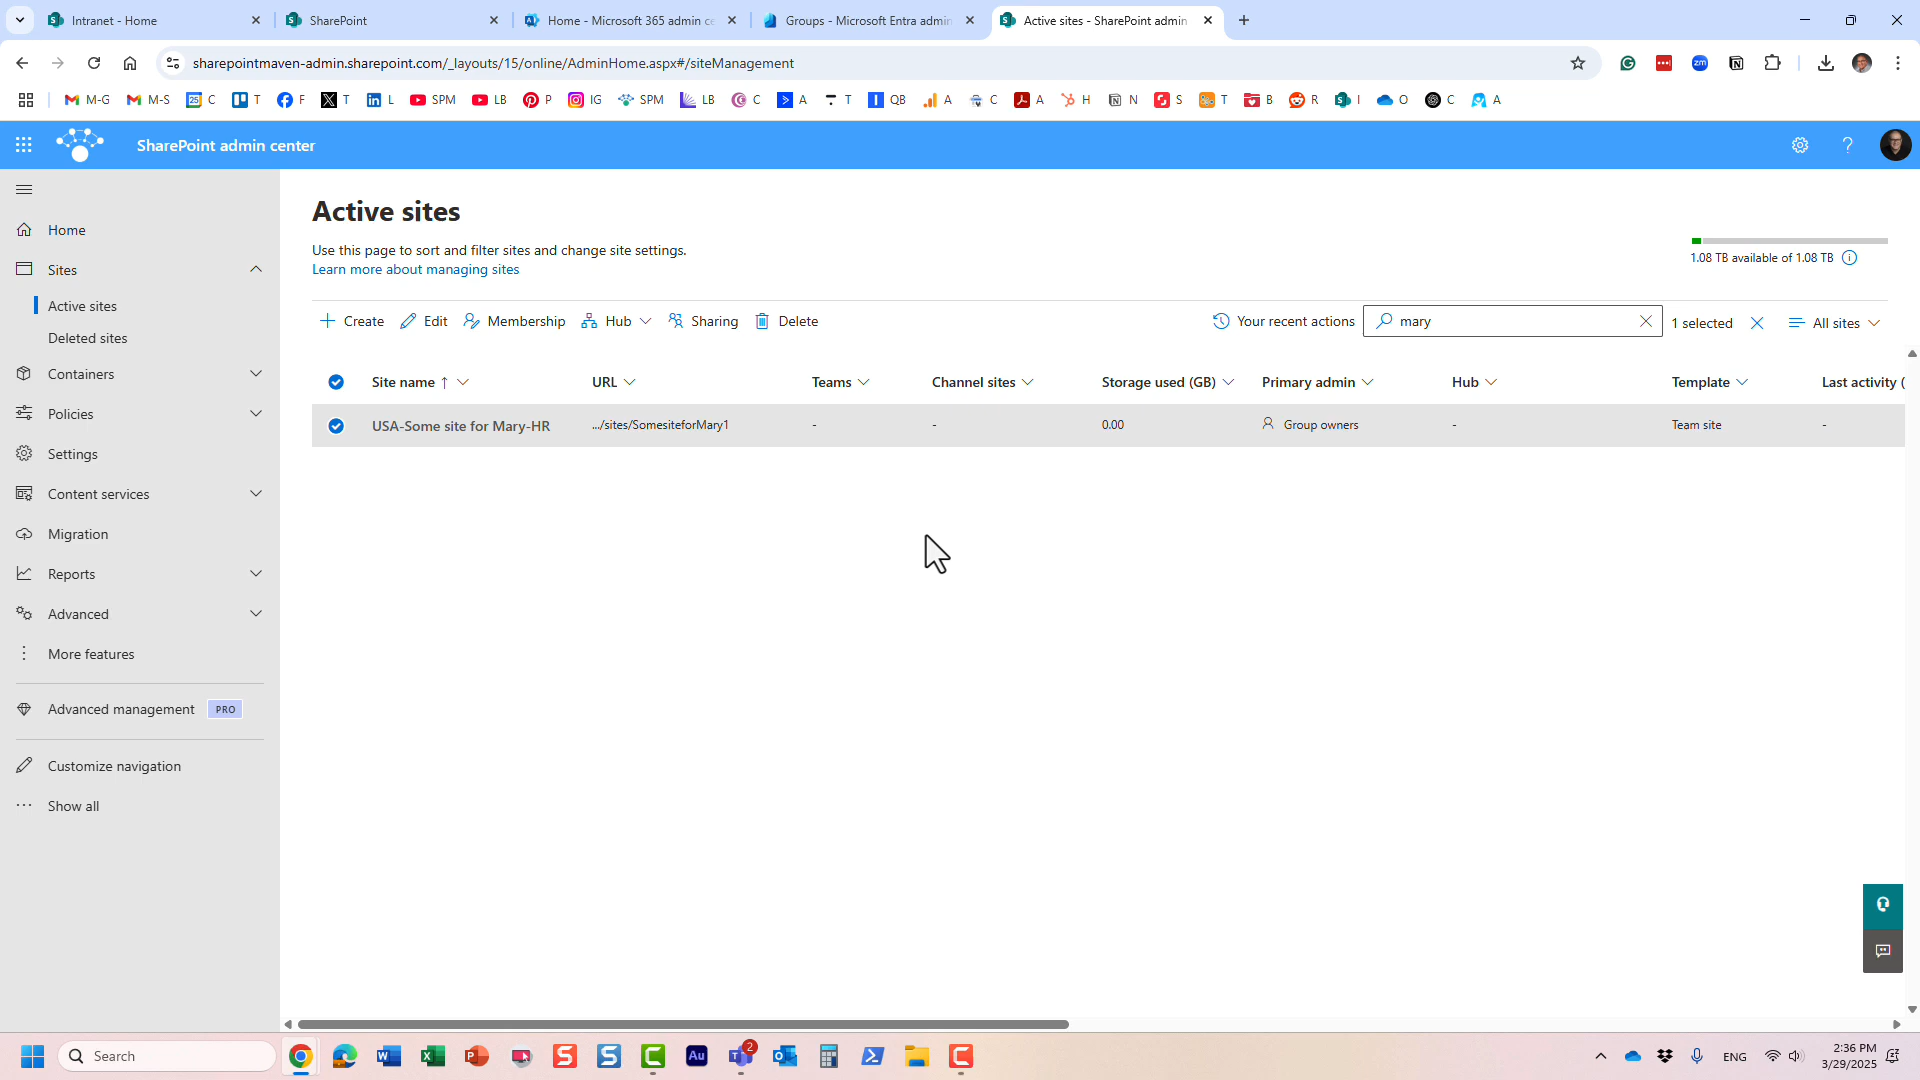 Intranet - Home
SharePoint
Home - Microsoft 365 admin ce
Groups - Microsoft Entra admin
Active sites - SharePoint admin
sharepointmaven-admin.sharepoint.com/_layouts/15/online/AdminHome.aspx#/siteManagement
M-G
M-S
C
T
F
T
L
SPM
LB
P
IG
SPM
LB
C
A
T
QB
A
C
A
H
N
S
T
B
R
I
O
C
A
SharePoint admin center
Home
Sites
Active sites
Deleted sites
Containers
Policies
Settings
Content services
Migration
Reports
Advanced
More features
Advanced management PRO
Customize navigation
Show all
Active sites
Use this page to sort and filter sites and change site settings.
Learn more about managing sites
1.08 TB available of 1.08 TB
Create
Edit
Membership
Hub
Sharing
Delete
Your recent actions
mary
1 selected
All sites
Site name ↑
URL
Teams
Channel sites
Storage used (GB)
Primary admin
Hub
Template
Last activity (
USA-Some site for Mary-HR
.../sites/SomesiteforMary1
-
-
0.00
Group owners
-
Team site
-
Search
2
ENG
2:36 PM
3/29/2025